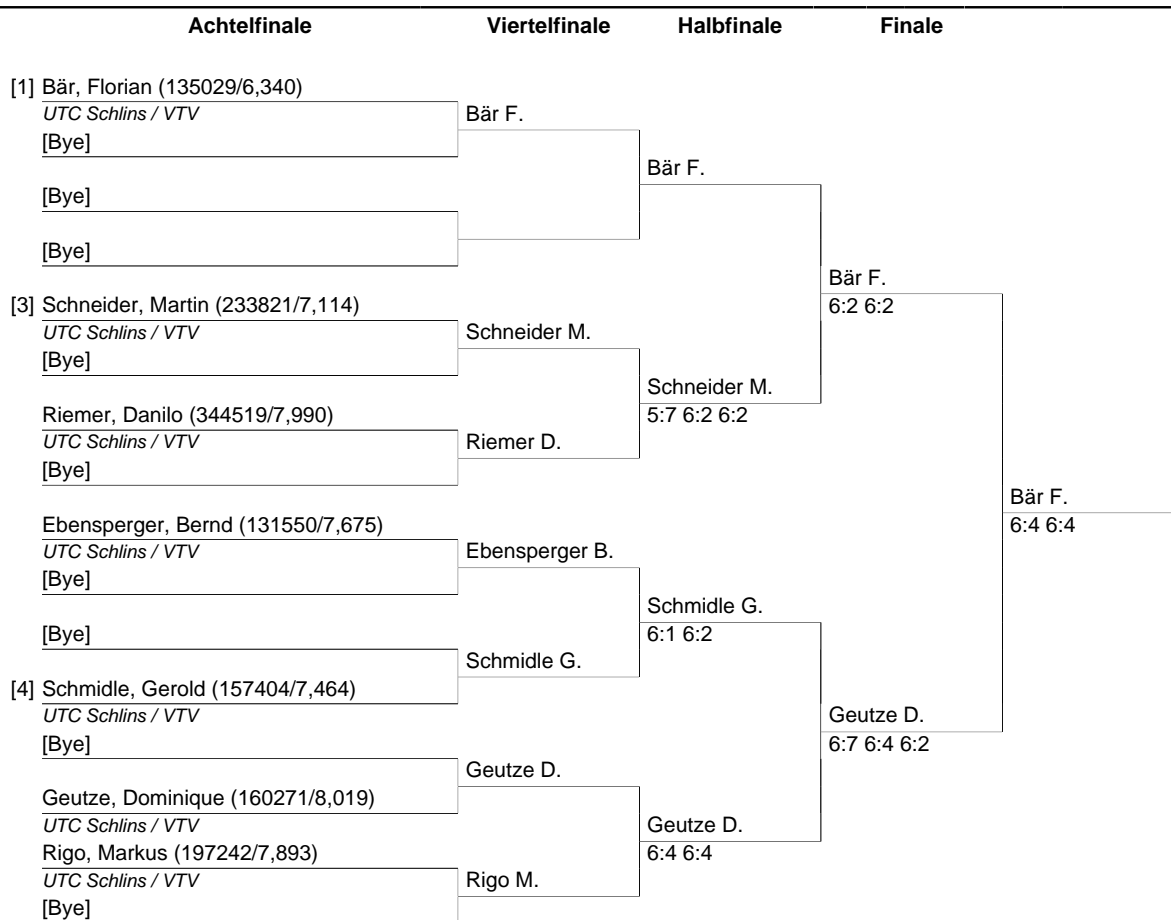 Achtelfinale Viertelfinale Halbfinale Finale
[1] Bär, Florian (135029/6,340)
UTC Schlins / VTV Bär F.
[Bye]
Bär F.
[Bye]
[Bye]
Bär F.
[3] Schneider, Martin (233821/7,114) 6:2 6:2
UTC Schlins / VTV Schneider M.
[Bye]
Schneider M.
Riemer, Danilo (344519/7,990) 5:7 6:2 6:2
UTC Schlins / VTV Riemer D.
[Bye]
Bär F.
Ebensperger, Bernd (131550/7,675) 6:4 6:4
UTC Schlins / VTV Ebensperger B.
[Bye]
Schmidle G.
[Bye] 6:1 6:2
Schmidle G.
[4] Schmidle, Gerold (157404/7,464)
UTC Schlins / VTV Geutze D.
[Bye] 6:7 6:4 6:2
Geutze D.
Geutze, Dominique (160271/8,019)
UTC Schlins / VTV Geutze D.
Rigo, Markus (197242/7,893) 6:4 6:4
UTC Schlins / VTV Rigo M.
[Bye]